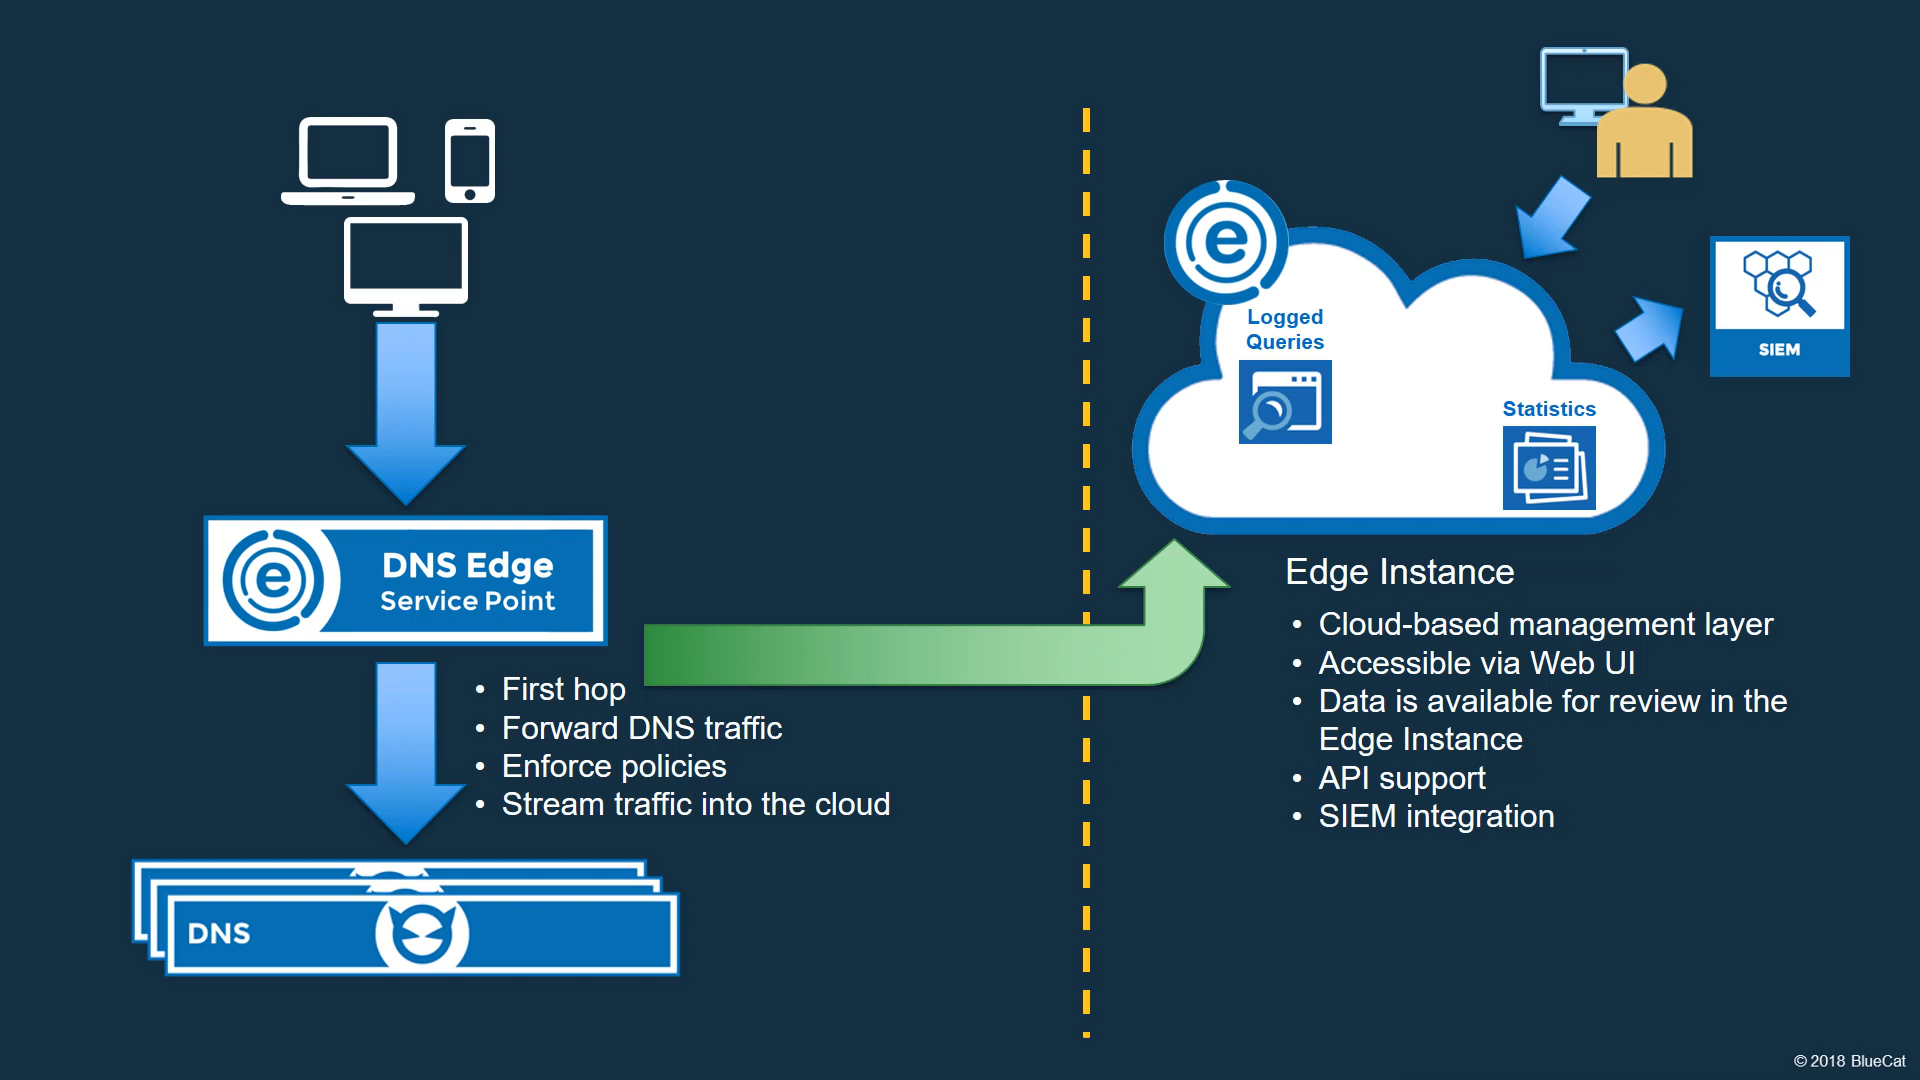 Logged
Queries
SIEM
Statistics
e
e
DNS Edge
Service Point
Edge Instance
• Cloud-based management layer
• Accessible via Web UI
• Data is available for review in the
Edge Instance
• API support
• SIEM integration
• First hop
• Forward DNS traffic
• Enforce policies
• Stream traffic into the cloud
DNS
© 2018 BlueCat